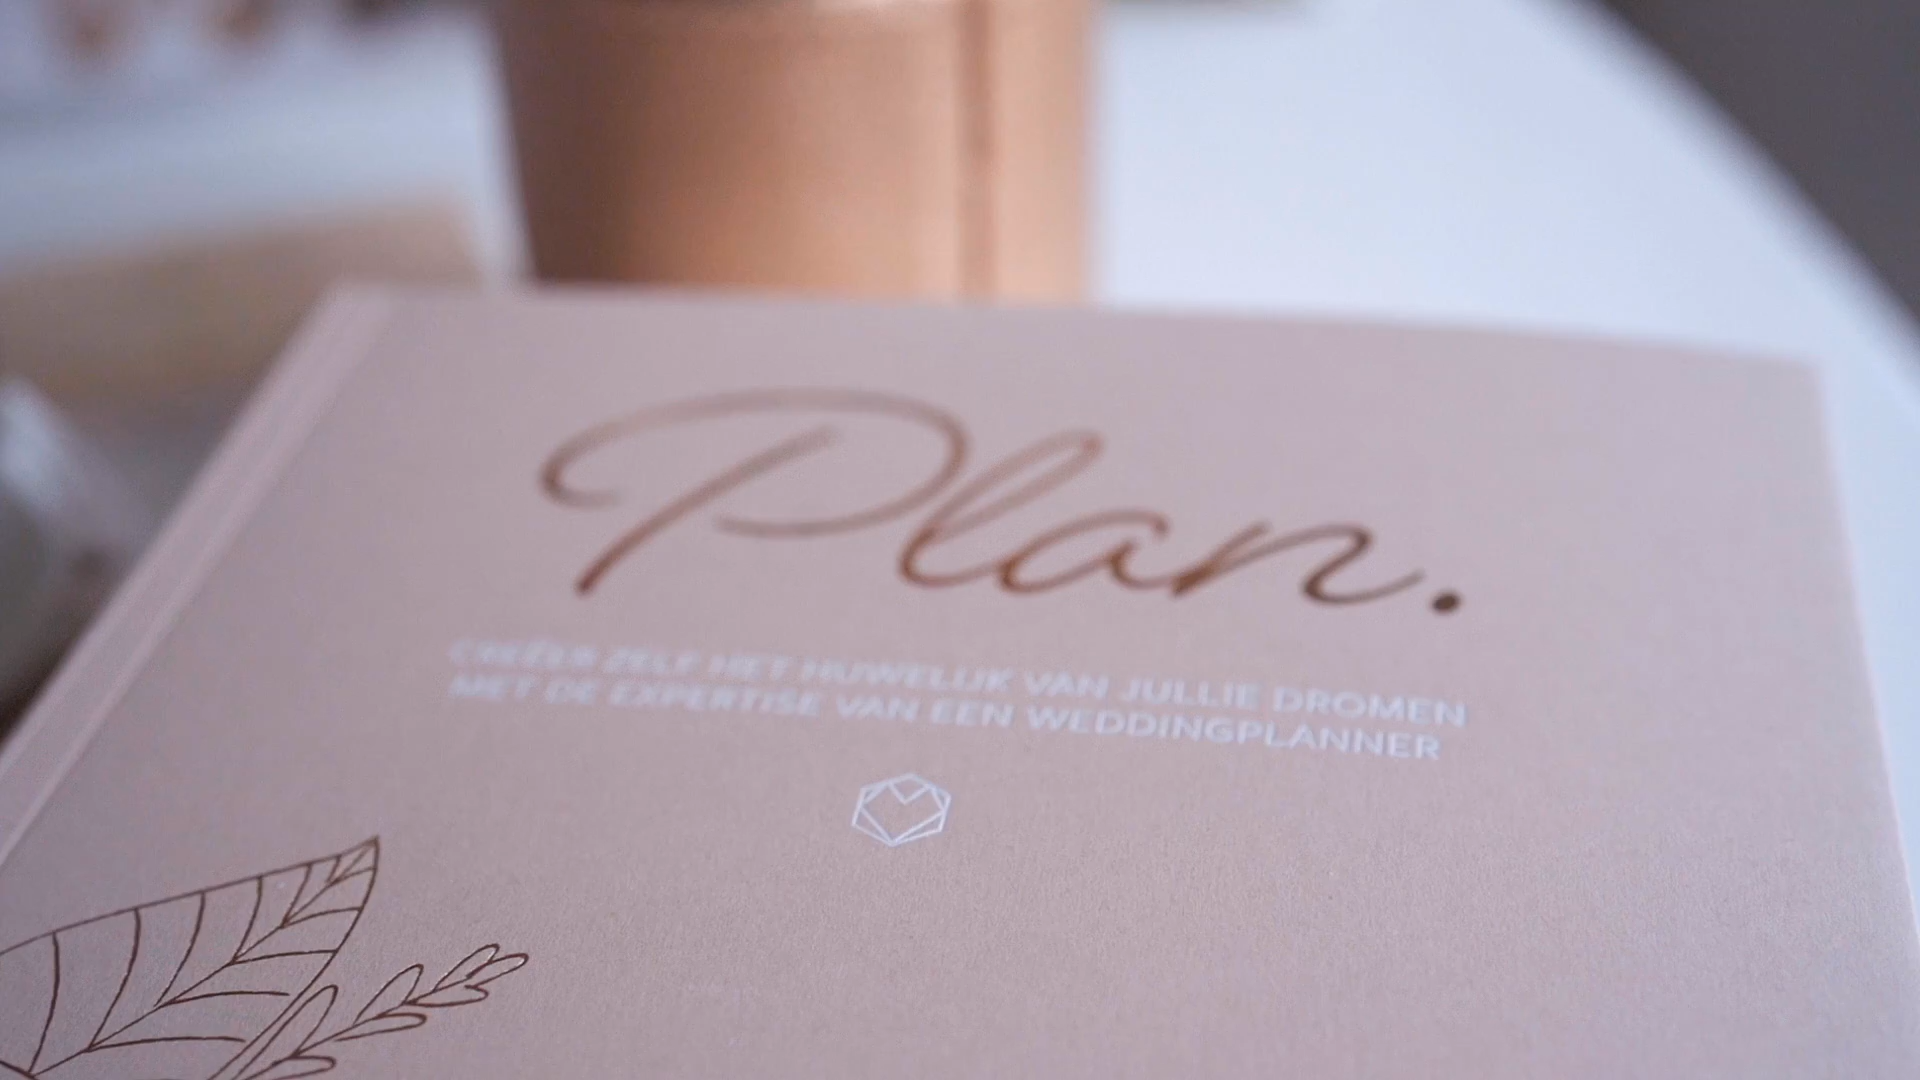 Plan.
CREËER ZELF HET HUWELIJK VAN JULLIE DROMEN
MET DE EXPERTISE VAN EEN WEDDINGPLANNER